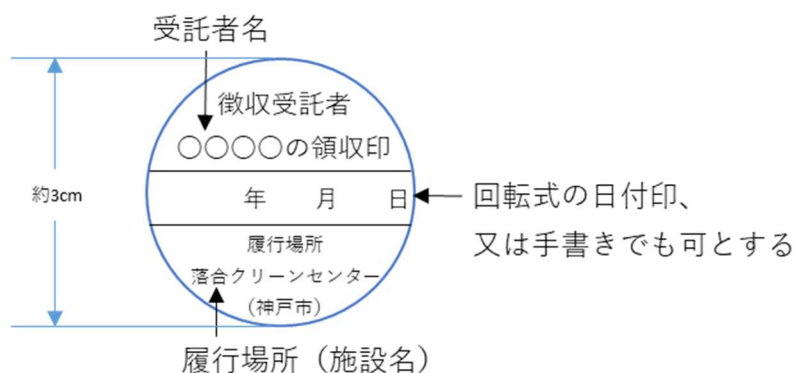 受託者名
徴収受託者
○○○○の領収印
約3cm
年 月 日
回転式の日付印、
又は手書きでも可とする
履行場所
落合クリーンセンター
(神戸市)
履行場所(施設名)